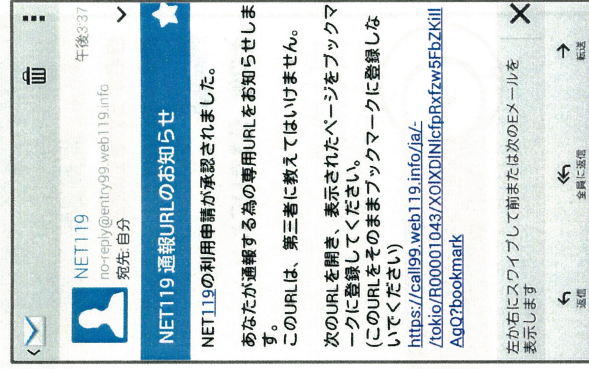 午後3:37
NET119
no-reply@entry99.web119.info
宛先: 自分
NET119 通報URLのお知らせ
NET119の利用申請が承認されました。
あなたが通報する為の専用URLをお知らせしま
す。
このURLは、第三者に教えてはいけません。
次のURLを開き、表示されたページをブックマ
ークに登録してください。
(このURLをそのままブックマークに登録しな
いでください)
https://call99.web119.info/ja/-
/tokio/R00001043/XOlXDlNlcfpRxfzw5FbZKill
AgQ?bookmark
左か右にスワイプして前または次のEメールを
表示します
返信
全員に返信
転送